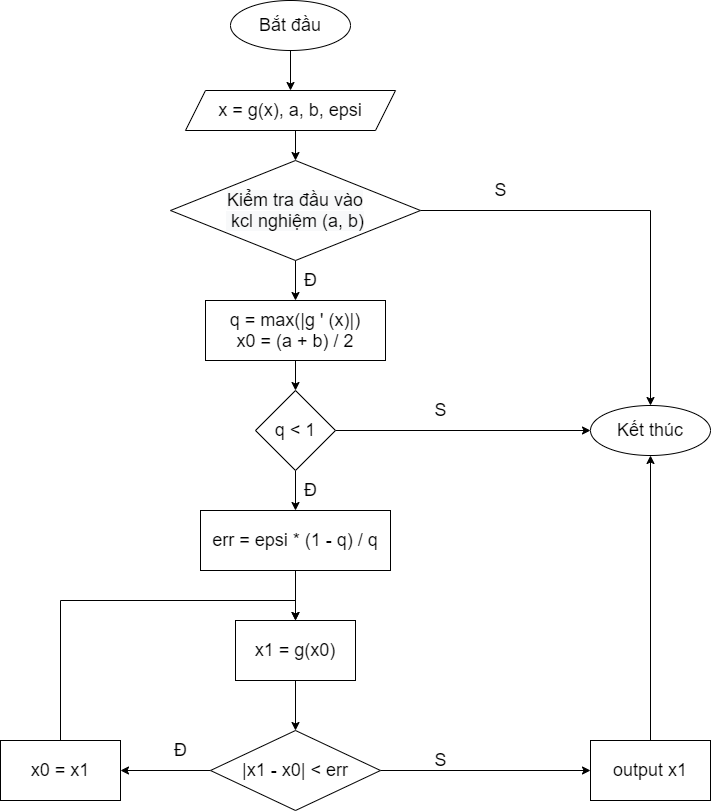 Bắt đầu
x = g(x), a, b, epsi
Kiểm tra đầu vào
kcl nghiệm (a, b)
S
Đ
q = max(|g ' (x)|)
x0 = (a + b) / 2
q < 1
S
Kết thúc
Đ
err = epsi * (1 - q) / q
x1 = g(x0)
x0 = x1
Đ
|x1 - x0| < err
S
output x1